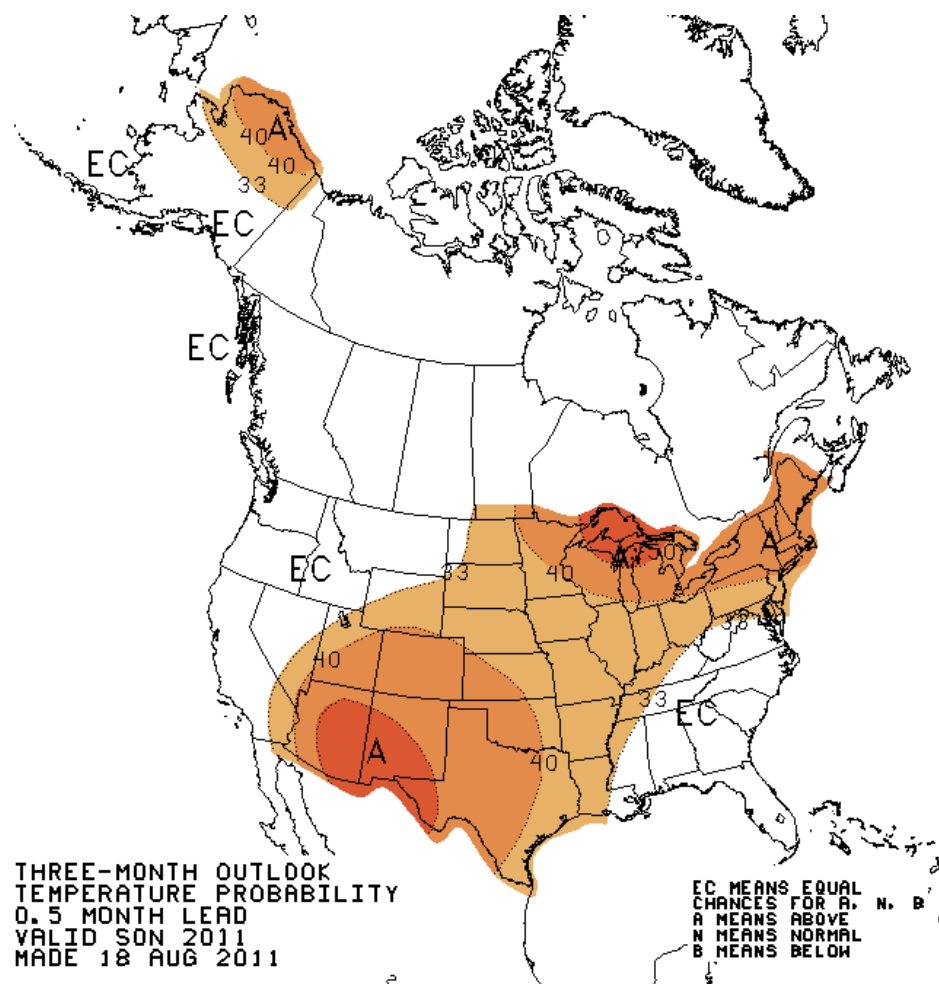 A
40
EC
40
33
EC
EC
A
A
50
33
40
EC
33
40
33
EC
A
40
THREE-MONTH OUTLOOK
TEMPERATURE PROBABILITY
0.5 MONTH LEAD
VALID SON 2011
MADE 18 AUG 2011
EC MEANS EQUAL
CHANCES FOR A, N, B
A MEANS ABOVE
N MEANS NORMAL
B MEANS BELOW